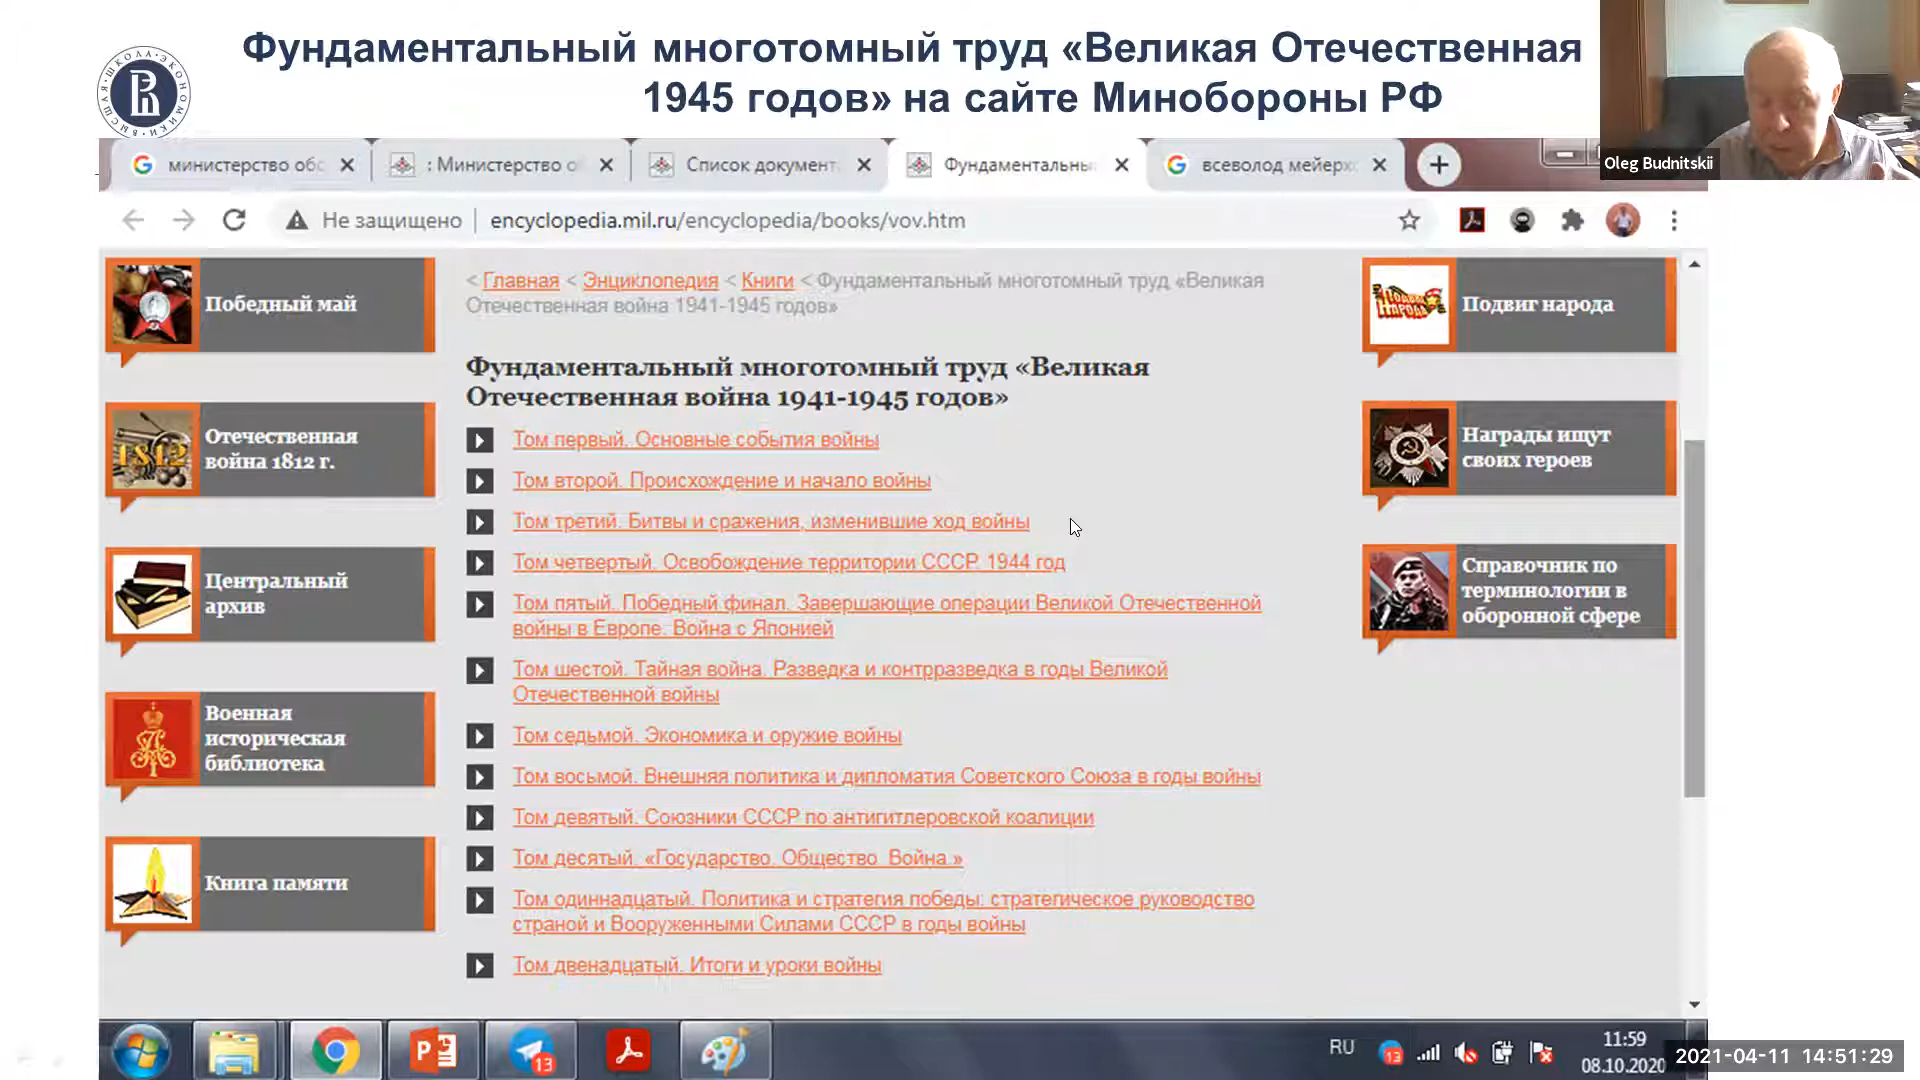 Фундаментальный многотомный труд «Великая Отечественная
1945 годов» на сайте Минобороны РФ
ВЫСШАЯ ШКОЛА ЭКОНОМИКИ
Oleg Budnitskii
министерство обо
: Министерство о
Список документ
Фундаментальны
всеволод мейерх
Не защищено
encyclopedia.mil.ru/encyclopedia/books/vov.htm
Победный май
Отечественная
война 1812 г.
1812
Центральный
архив
Военная
историческая
библиотека
Книга памяти
< Главная < Энциклопедия < Книги < Фундаментальный многотомный труд «Великая
Отечественная война 1941-1945 годов»
Фундаментальный многотомный труд «Великая
Отечественная война 1941-1945 годов»
Том первый. Основные события войны
Том второй. Происхождение и начало войны
Том третий. Битвы и сражения, изменившие ход войны
Том четвертый. Освобождение территории СССР. 1944 год
Том пятый. Победный финал. Завершающие операции Великой Отечественной
войны в Европе. Война с Японией
Том шестой. Тайная война. Разведка и контрразведка в годы Великой
Отечественной войны
Том седьмой. Экономика и оружие войны
Том восьмой. Внешняя политика и дипломатия Советского Союза в годы войны
Том девятый. Союзники СССР по антигитлеровской коалиции
Том десятый. «Государство. Общество. Война.»
Том одиннадцатый. Политика и стратегия победы: стратегическое руководство
страной и Вооруженными Силами СССР в годы войны
Том двенадцатый. Итоги и уроки войны
Подвиг Народа
Подвиг народа
Награды ищут
своих героев
Справочник по
терминологии в
оборонной сфере
13
RU
13
11:59
08.10.2020
2021-04-11 14:51:29